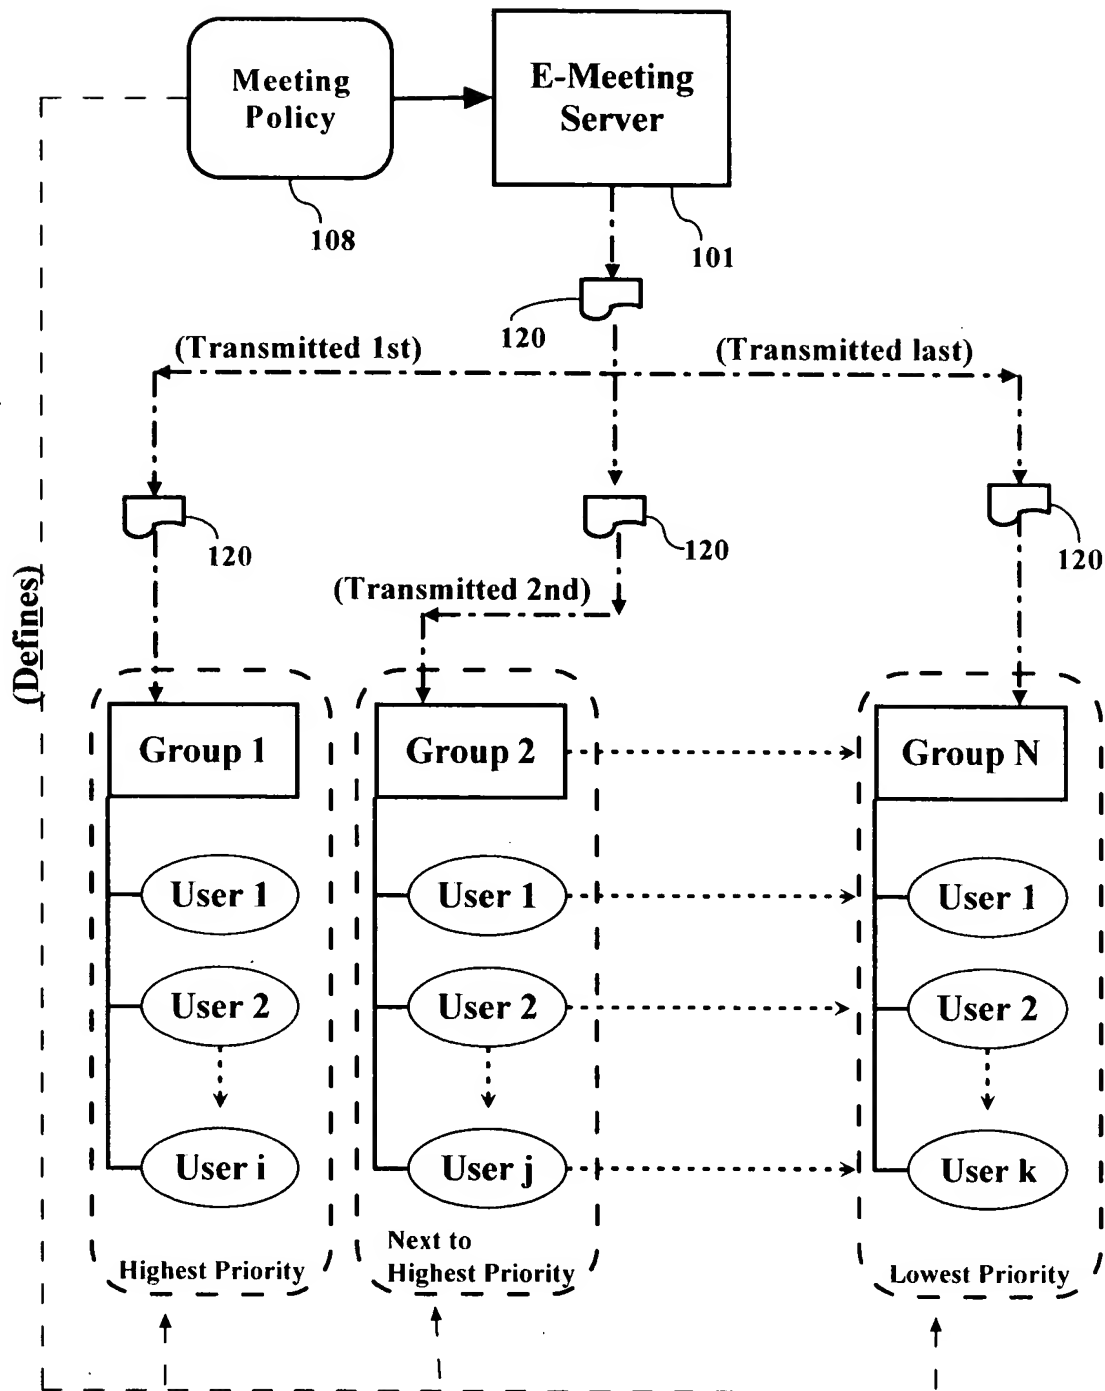 Meeting
Policy
E-Meeting
Server
108
101
120
(Transmitted 1st)
(Transmitted last)
120
120
120
(Transmitted 2nd)
(Defines)
Group 1
Group 2
Group N
User 1
User 1
User 1
User 2
User 2
User 2
User i
User j
User k
Highest Priority
Next to
Highest Priority
Lowest Priority